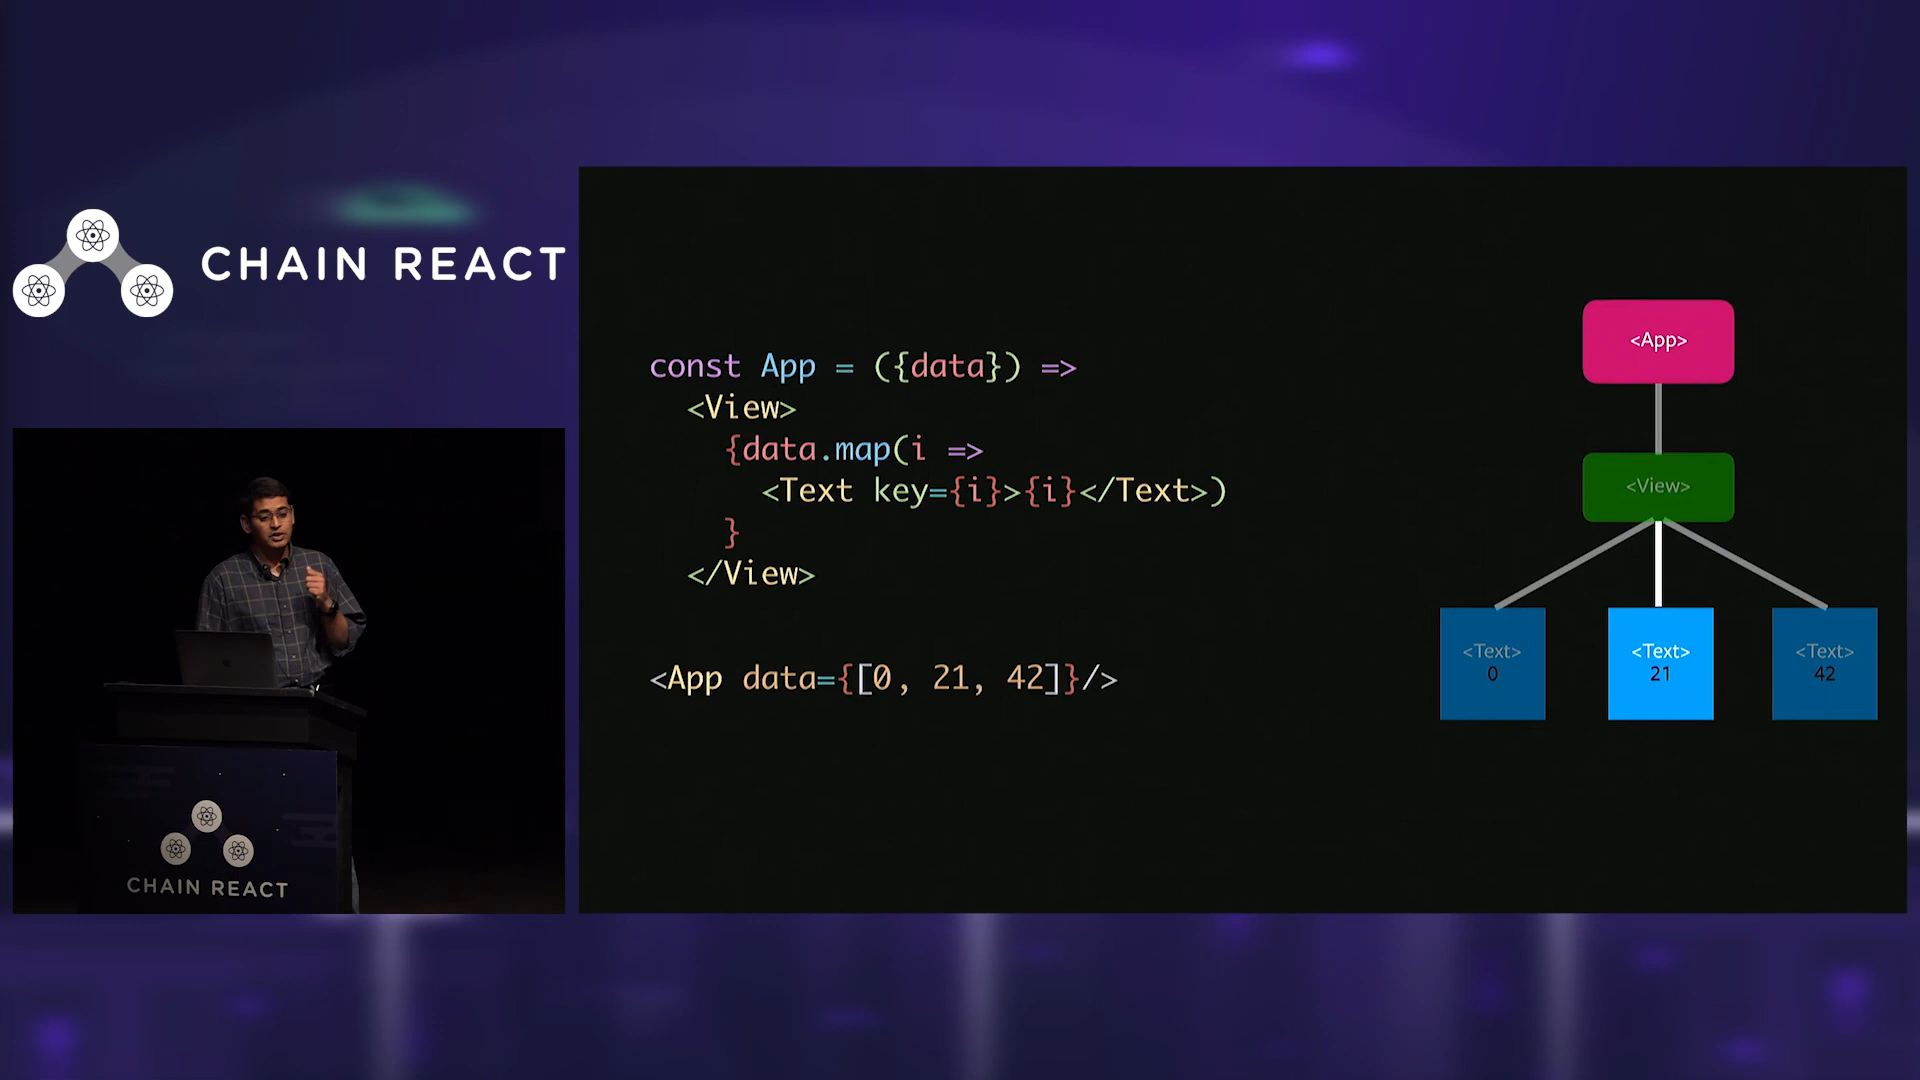 CHAIN REACT
const App = ({data}) =>
<View>
{data.map(i =>
<Text key={i}>{i}</Text>)
}
</View>
<App data={[0, 21, 42]}/>
<App>
<View>
<Text>
0
<Text>
21
<Text>
42
CHAIN REACT